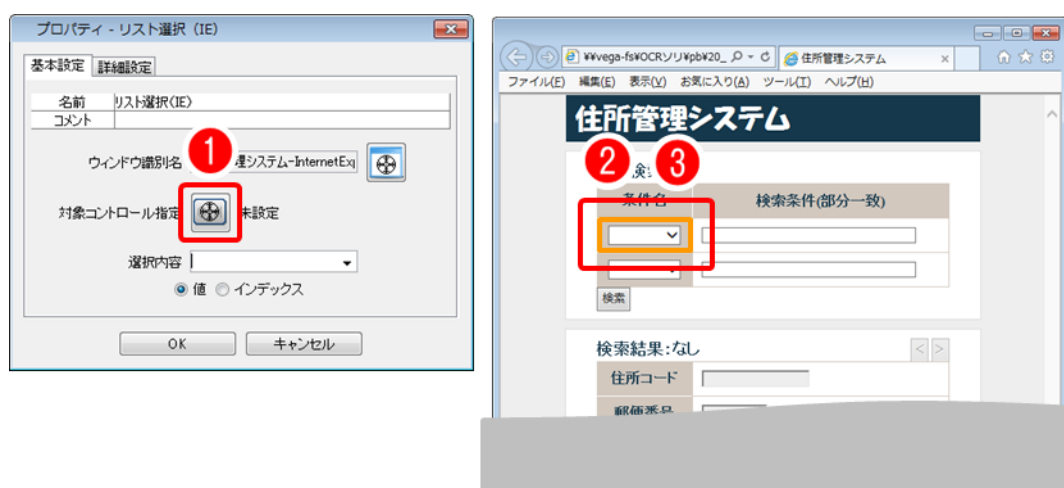 プロパティ - リスト選択（IE）
基本設定 詳細設定
名前 リスト選択(IE)
コメント
ウィンドウ識別名 理システム-InternetExp
1
対象コントロール指定 未設定
選択内容
値 インデックス
OK キャンセル
¥¥vega-fs¥OCRソリ¥pb¥20_ 住所管理システム
ファイル(F) 編集(E) 表示(V) お気に入り(A) ツール(T) ヘルプ(H)
住所管理システム
2 3
条件名 検索条件(部分一致)
検索
検索結果:なし < >
住所コード
郵便番号